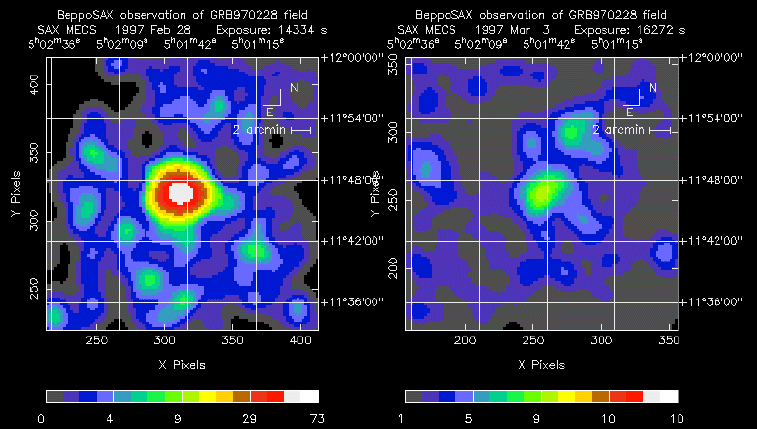 BeppoSAX observation of GRB970228 field
SAX MECS 1997 Feb 28 Exposure: 14334 s
5h02m36s 5h02m09s 5h01m42s 5h01m15s
+12°00'00"
400
N
E
+11°54'00"
2 arcmin
350
+11°48'00"
Y Pixels
300
+11°42'00"
250
+11°36'00"
250 300 350 400
X Pixels
0 4 9 29 73
BeppoSAX observation of GRB970228 field
SAX MECS 1997 Mar 3 Exposure: 16272 s
5h02m36s 5h02m09s 5h01m42s 5h01m15s
350
+12°00'00"
N
E
+11°54'00"
300
2 arcmin
+11°48'00"
Y Pixels
250
+11°42'00"
200
+11°36'00"
200 250 300 350
X Pixels
1 5 9 10 10